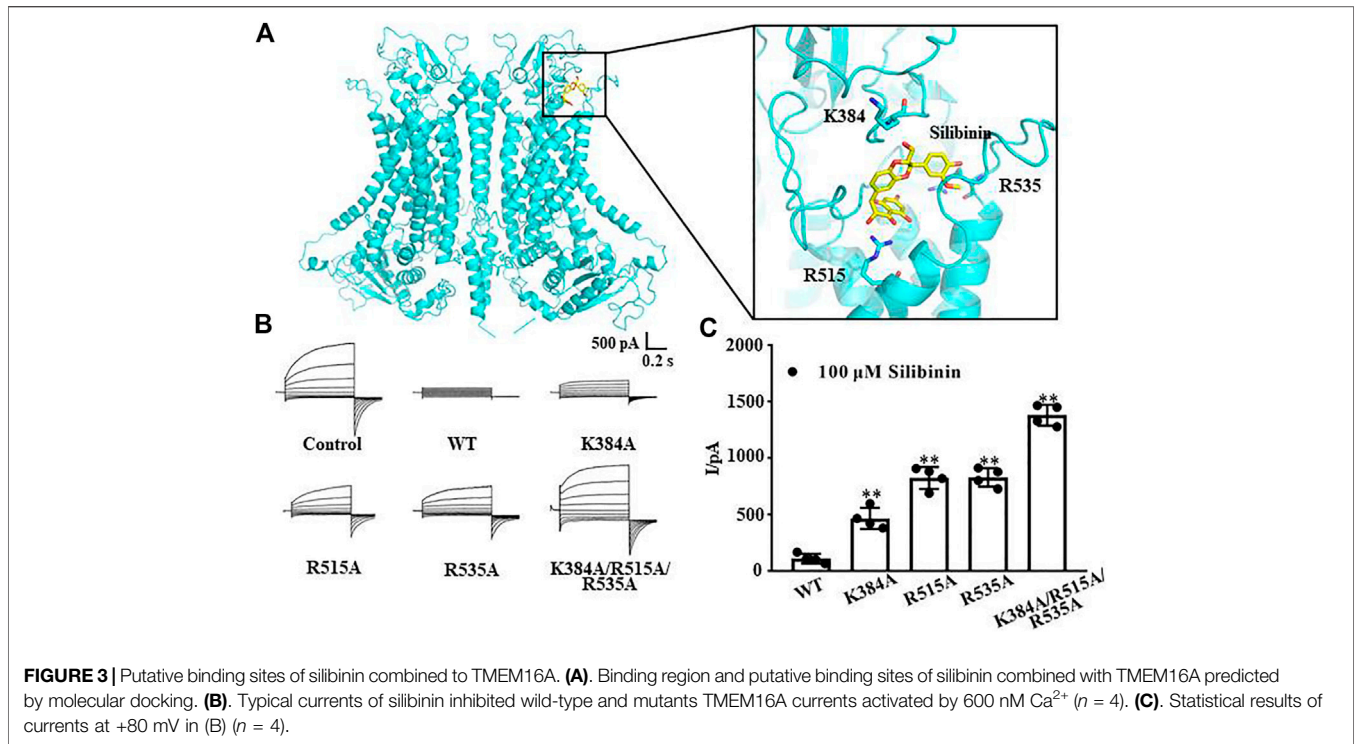 A
K384
Silibinin
R535
R515
B
500 pA
0.2 s
Control
WT
K384A
R515A
R535A
K384A/R515A/
R535A
C
2000
1500
1000
500
0
I/pA
100 μM Silibinin
**
**
**
**
WT
K384A
R515A
R535A
K384A/R515A/
R535A
FIGURE 3 | Putative binding sites of silibinin combined to TMEM16A. (A). Binding region and putative binding sites of silibinin combined with TMEM16A predicted
by molecular docking. (B). Typical currents of silibinin inhibited wild-type and mutants TMEM16A currents activated by 600 nM Ca²⁺ (n = 4). (C). Statistical results of
currents at +80 mV in (B) (n = 4).